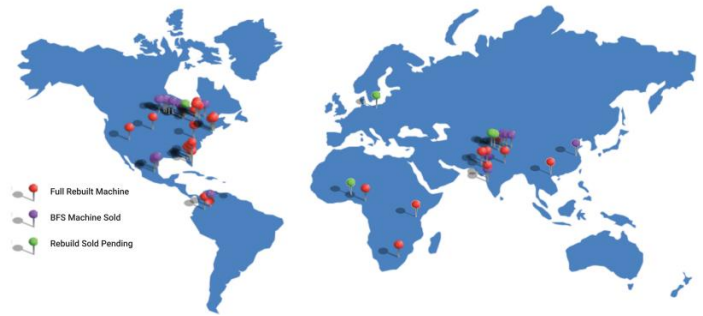 Full Rebuilt Machine
BFS Machine Sold
Rebuild Sold Pending